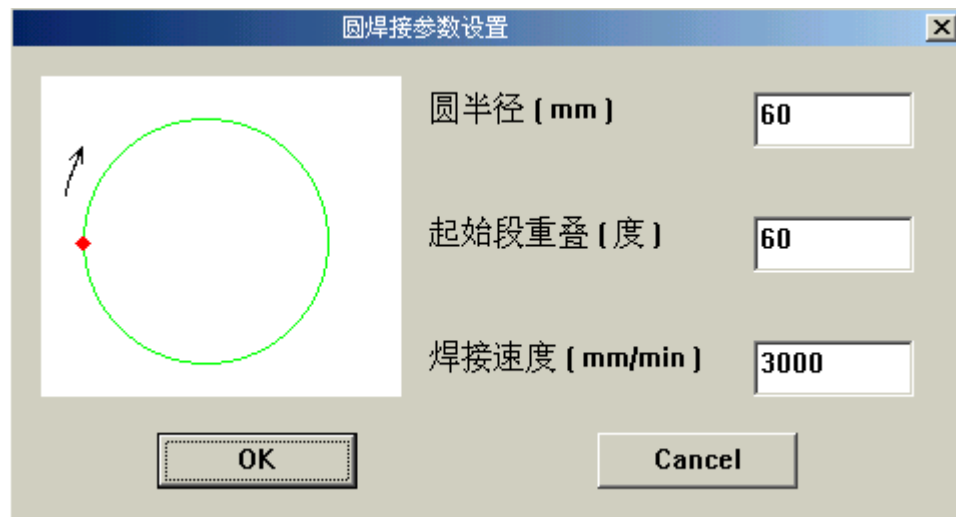 圆焊接参数设置
圆半径 ( mm )
60
起始段重叠 ( 度 )
60
焊接速度 ( mm/min )
3000
OK
Cancel